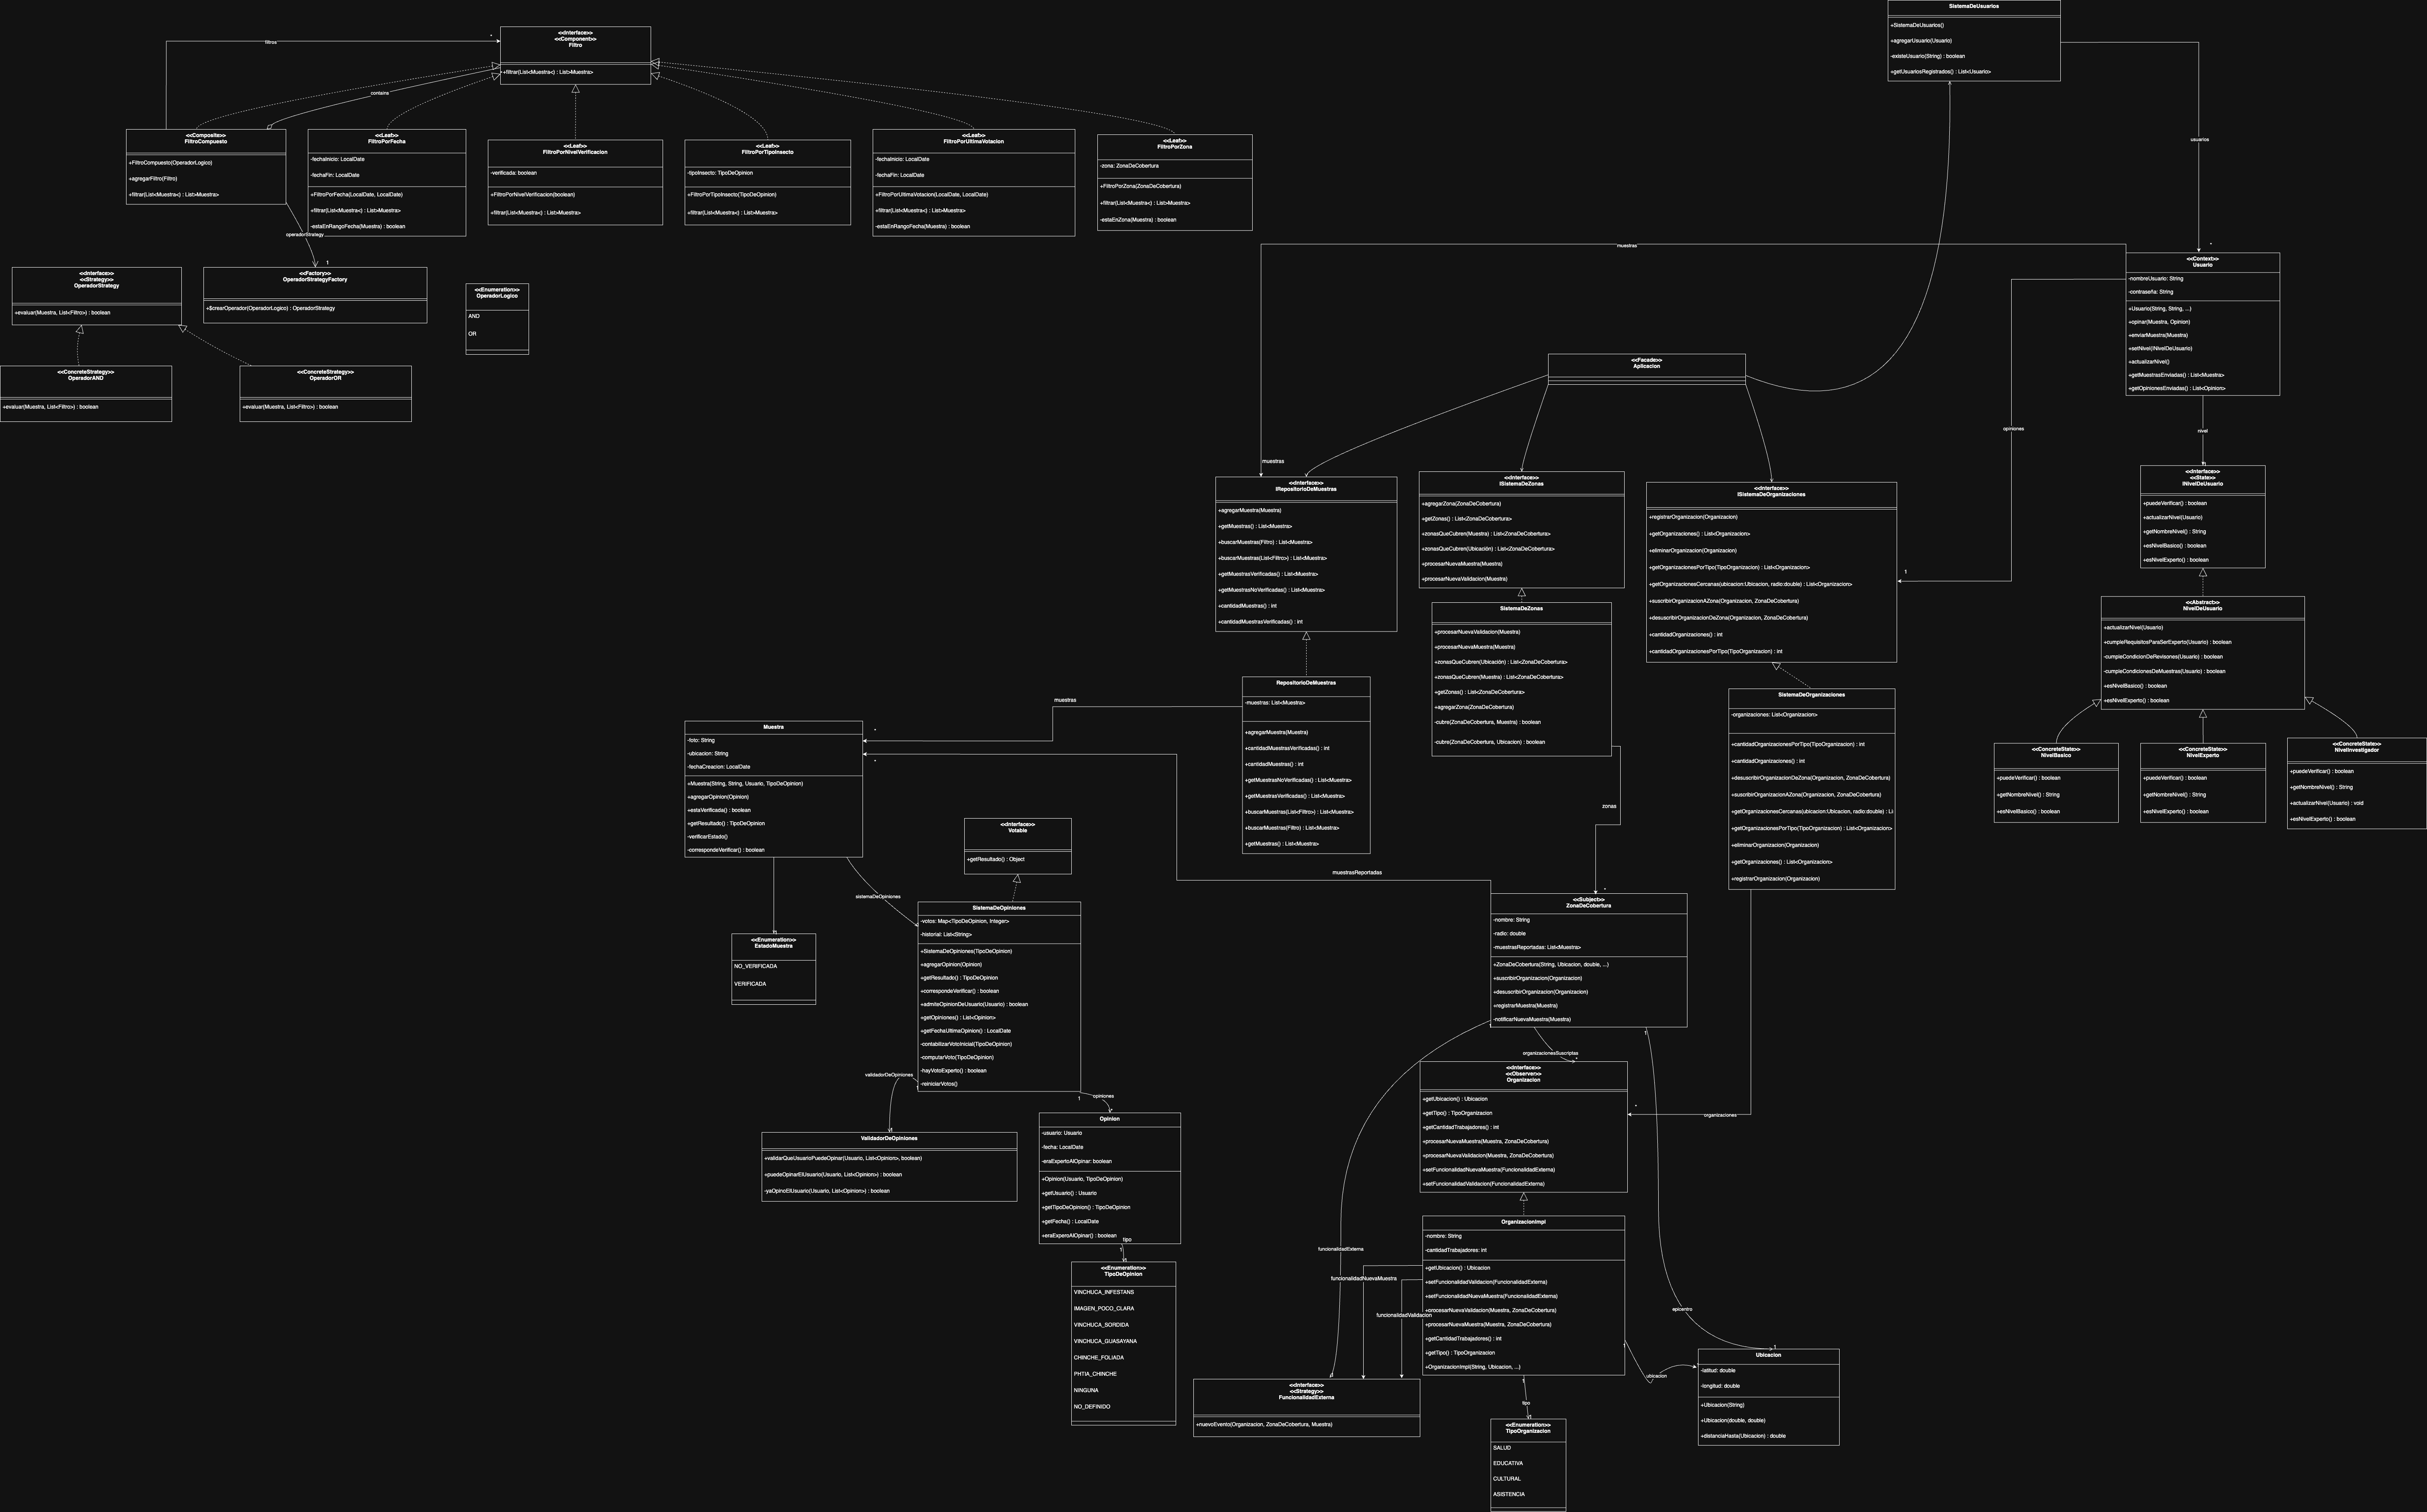 <<Interface>>
<<Component>>
Filtro
+filtrar(List<Muestra<) : List>Muestra>
filtros
*
contains
<<Composite>>
FiltroCompuesto
+FiltroCompuesto(OperadorLogico)
+agregarFiltro(Filtro)
+filtrar(List<Muestra<) : List>Muestra>
<<Leaf>>
FiltroPorFecha
-fechaInicio: LocalDate
-fechaFin: LocalDate
+FiltroPorFecha(LocalDate, LocalDate)
+filtrar(List<Muestra<) : List>Muestra>
-estaEnRangoFecha(Muestra) : boolean
<<Leaf>>
FiltroPorNivelVerificacion
-verificada: boolean
+FiltroPorNivelVerificacion(boolean)
+filtrar(List<Muestra<) : List>Muestra>
<<Leaf>>
FiltroPorTipoInsecto
-tipoInsecto: TipoDeOpinion
+FiltroPorTipoInsecto(TipoDeOpinion)
+filtrar(List<Muestra<) : List>Muestra>
<<Leaf>>
FiltroPorUltimaVotacion
-fechaInicio: LocalDate
-fechaFin: LocalDate
+FiltroPorUltimaVotacion(LocalDate, LocalDate)
+filtrar(List<Muestra<) : List>Muestra>
-estaEnRangoFecha(Muestra) : boolean
<<Leaf>>
FiltroPorZona
-zona: ZonaDeCobertura
+FiltroPorZona(ZonaDeCobertura)
+filtrar(List<Muestra<) : List>Muestra>
-estaEnZona(Muestra) : boolean
operadorStrategy
1
<<Interface>>
<<Strategy>>
OperadorStrategy
+evaluar(Muestra, List<Filtro>) : boolean
<<Factory>>
OperadorStrategyFactory
+$crearOperador(OperadorLogico) : OperadorStrategy
<<Enumeration>>
OperadorLogico
AND
OR
<<ConcreteStrategy>>
OperadorAND
+evaluar(Muestra, List<Filtro>) : boolean
<<ConcreteStrategy>>
OperadorOR
+evaluar(Muestra, List<Filtro>) : boolean
SistemaDeUsuarios
+SistemaDeUsuarios()
+agregarUsuario(Usuario)
-existeUsuario(String) : boolean
+getUsuariosRegistrados() : List<Usuario>
usuarios
*
muestras
<<Context>>
Usuario
-nombreUsuario: String
-contraseña: String
+Usuario(String, String, ...)
+opinar(Muestra, Opinion)
+enviarMuestra(Muestra)
+setNivel(INivelDeUsuario)
+actualizarNivel()
+getMuestrasEnviadas() : List<Muestra>
+getOpinionesEnviadas() : List<Opinion>
opiniones
nivel
1
<<Facade>>
Aplicacion
muestras
<<Interface>>
IRepositorioDeMuestras
+agregarMuestra(Muestra)
+getMuestras() : List<Muestra>
+buscarMuestras(Filtro) : List<Muestra>
+buscarMuestras(List<Filtro>) : List<Muestra>
+getMuestrasVerificadas() : List<Muestra>
+getMuestrasNoVerificadas() : List<Muestra>
+cantidadMuestras() : int
+cantidadMuestrasVerificadas() : int
<<Interface>>
ISistemaDeZonas
+agregarZona(ZonaDeCobertura)
+getZonas() : List<ZonaDeCobertura>
+zonasQueCubren(Muestra) : List<ZonaDeCobertura>
+zonasQueCubren(Ubicación) : List<ZonaDeCobertura>
+procesarNuevaMuestra(Muestra)
+procesarNuevaValidacion(Muestra)
<<Interface>>
ISistemaDeOrganizaciones
+registrarOrganizacion(Organizacion)
+getOrganizaciones() : List<Organizacion>
+eliminarOrganizacion(Organizacion)
+getOrganizacionesPorTipo(TipoOrganizacion) : List<Organizacion>
+getOrganizacionesCercanas(ubicacion:Ubicacion, radio:double) : List<Organizacion>
+suscribirOrganizacionAZona(Organizacion, ZonaDeCobertura)
+desuscribirOrganizacionDeZona(Organizacion, ZonaDeCobertura)
+cantidadOrganizaciones() : int
+cantidadOrganizacionesPorTipo(TipoOrganizacion) : int
1
<<Interface>>
<<State>>
INivelDeUsuario
+puedeVerificar() : boolean
+actualizarNivel(Usuario)
+getNombreNivel() : String
+esNivelBasico() : boolean
+esNivelExperto() : boolean
<<Abstract>>
NivelDeUsuario
+actualizarNivel(Usuario)
+cumpleRequisitosParaSerExperto(Usuario) : boolean
-cumpleCondicionDeRevisones(Usuario) : boolean
-cumpleCondicionesDeMuestras(Usuario) : boolean
+esNivelBasico() : boolean
+esNivelExperto() : boolean
<<ConcreteState>>
NivelBasico
+puedeVerificar() : boolean
+getNombreNivel() : String
+esNivelBasico() : boolean
<<ConcreteState>>
NivelExperto
+puedeVerificar() : boolean
+getNombreNivel() : String
+esNivelExperto() : boolean
<<ConcreteState>>
NivelInvestigador
+puedeVerificar() : boolean
+getNombreNivel() : String
+actualizarNivel(Usuario) : void
+esNivelExperto() : boolean
SistemaDeZonas
+procesarNuevaValidacion(Muestra)
+procesarNuevaMuestra(Muestra)
+zonasQueCubren(Ubicación) : List<ZonaDeCobertura>
+zonasQueCubren(Muestra) : List<ZonaDeCobertura>
+getZonas() : List<ZonaDeCobertura>
+agregarZona(ZonaDeCobertura)
-cubre(ZonaDeCobertura, Muestra) : boolean
-cubre(ZonaDeCobertura, Ubicacion) : boolean
zonas
*
RepositorioDeMuestras
-muestras: List<Muestra>
+agregarMuestra(Muestra)
+cantidadMuestrasVerificadas() : int
+cantidadMuestras() : int
+getMuestrasNoVerificadas() : List<Muestra>
+getMuestrasVerificadas() : List<Muestra>
+buscarMuestras(List<Filtro>) : List<Muestra>
+buscarMuestras(Filtro) : List<Muestra>
+getMuestras() : List<Muestra>
SistemaDeOrganizaciones
-organizaciones: List<Organizacion>
+cantidadOrganizacionesPorTipo(TipoOrganizacion) : int
+cantidadOrganizaciones() : int
+desuscribirOrganizacionDeZona(Organizacion, ZonaDeCobertura)
+suscribirOrganizacionAZona(Organizacion, ZonaDeCobertura)
+getOrganizacionesCercanas(ubicacion:Ubicacion, radio:double) : Li
+getOrganizacionesPorTipo(TipoOrganizacion) : List<Organizacion>
+eliminarOrganizacion(Organizacion)
+getOrganizaciones() : List<Organizacion>
+registrarOrganizacion(Organizacion)
muestras
*
*
Muestra
-foto: String
-ubicacion: String
-fechaCreacion: LocalDate
+Muestra(String, String, Usuario, TipoDeOpinion)
+agregarOpinion(Opinion)
+estaVerificada() : boolean
+getResultado() : TipoDeOpinion
-verificarEstado()
-correspondeVerificar() : boolean
sistemaDeOpiniones
muestrasReportadas
<<Interface>>
Votable
+getResultado() : Object
1
<<Enumeration>>
EstadoMuestra
NO_VERIFICADA
VERIFICADA
SistemaDeOpiniones
-votos: Map<TipoDeOpinion, Integer>
-historial: List<String>
+SistemaDeOpiniones(TipoDeOpinion)
+agregarOpinion(Opinion)
+getResultado() : TipoDeOpinion
+correspondeVerificar() : boolean
+admiteOpinionDeUsuario(Usuario) : boolean
+getOpiniones() : List<Opinion>
+getFechaUltimaOpinion() : LocalDate
-contabilizarVotoInicial(TipoDeOpinion)
-computarVoto(TipoDeOpinion)
-hayVotoExperto() : boolean
-reiniciarVotos()
validadorDeOpiniones
1
1
opiniones
1
*
ValidadorDeOpiniones
+validarQueUsuarioPuedeOpinar(Usuario, List<Opinion>, boolean)
+puedeOpinarElUsuario(Usuario, List<Opinion>) : boolean
-yaOpinoElUsuario(Usuario, List<Opinion>) : boolean
Opinion
-usuario: Usuario
-fecha: LocalDate
-eraExpertoAlOpinar: boolean
+Opinion(Usuario, TipoDeOpinion)
+getUsuario() : Usuario
+getTipoDeOpinion() : TipoDeOpinion
+getFecha() : LocalDate
+eraExperoAlOpinar() : boolean
tipo
1
1
<<Enumeration>>
TipoDeOpinion
VINCHUCA_INFESTANS
IMAGEN_POCO_CLARA
VINCHUCA_SORDIDA
VINCHUCA_GUASAYANA
CHINCHE_FOLIADA
PHTIA_CHINCHE
NINGUNA
NO_DEFINIDO
<<Subject>>
ZonaDeCobertura
-nombre: String
-radio: double
-muestrasReportadas: List<Muestra>
+ZonaDeCobertura(String, Ubicacion, double, ...)
+suscribirOrganizacion(Organizacion)
+desuscribirOrganizacion(Organizacion)
+registrarMuestra(Muestra)
-notificarNuevaMuestra(Muestra)
1
1
organizacionesSuscriptas
*
<<Interface>>
<<Observer>>
Organizacion
+getUbicacion() : Ubicacion
+getTipo() : TipoOrganizacion
+getCantidadTrabajadores() : int
+procesarNuevaMuestra(Muestra, ZonaDeCobertura)
+procesarNuevaValidacion(Muestra, ZonaDeCobertura)
+setFuncionalidadNuevaMuestra(FuncionalidadExterna)
+setFuncionalidadValidacion(FuncionalidadExterna)
*
organizaciones
OrganizacionImpl
-nombre: String
-cantidadTrabajadores: int
+getUbicacion() : Ubicacion
+setFuncionalidadValidacion(FuncionalidadExterna)
+setFuncionalidadNuevaMuestra(FuncionalidadExterna)
+procesarNuevaValidacion(Muestra, ZonaDeCobertura)
+procesarNuevaMuestra(Muestra, ZonaDeCobertura)
+getCantidadTrabajadores() : int
+getTipo() : TipoOrganizacion
+OrganizacionImpl(String, Ubicacion, ...)
funcionalidadExterna
funcionalidadNuevaMuestra
funcionalidadValidacion
epicentro
1
1
ubicacion
Ubicacion
-latitud: double
-longitud: double
+Ubicacion(String)
+Ubicacion(double, double)
+distanciaHasta(Ubicacion) : double
<<Interface>>
<<Strategy>>
FuncionalidadExterna
+nuevoEvento(Organizacion, ZonaDeCobertura, Muestra)
1
tipo
1
<<Enumeration>>
TipoOrganizacion
SALUD
EDUCATIVA
CULTURAL
ASISTENCIA